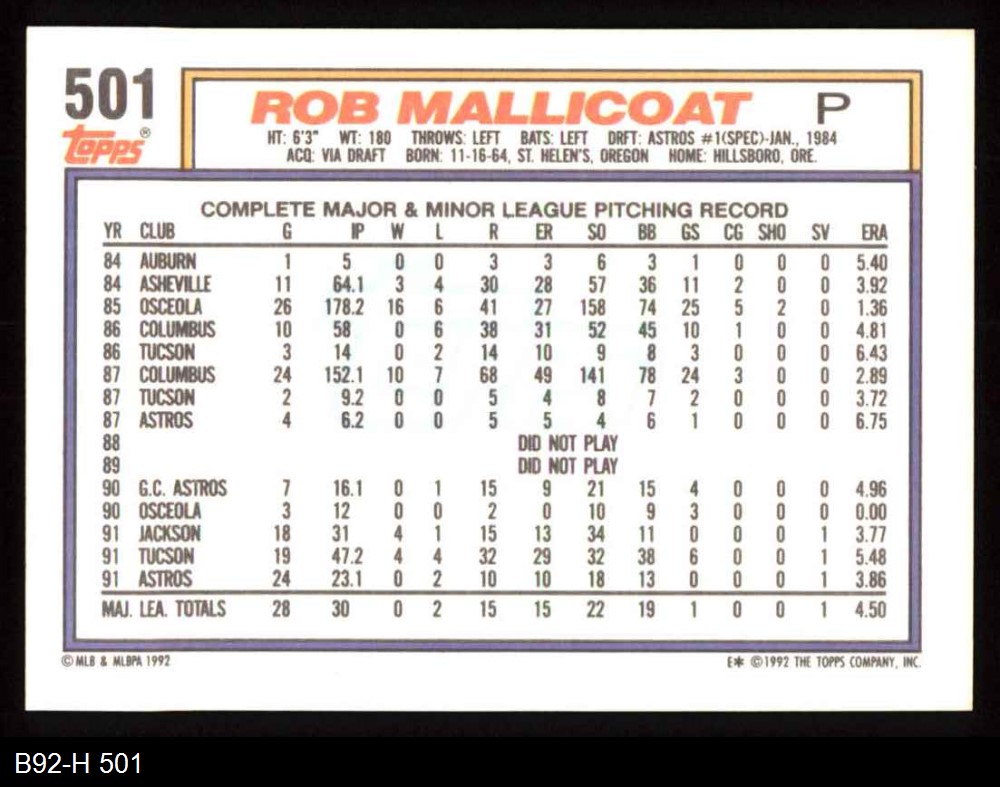 501
TOPPS®
ROB MALLICOAT P
HT: 6'3" WT: 180 THROWS: LEFT BATS: LEFT DRFT: ASTROS #1(SPEC)-JAN., 1984
ACQ: VIA DRAFT BORN: 11-16-64, ST. HELEN'S, OREGON HOME: HILLSBORO, ORE.
COMPLETE MAJOR & MINOR LEAGUE PITCHING RECORD
YR CLUB G IP W L R ER SO BB GS CG SHO SV ERA
84 AUBURN 1 5 0 0 3 3 6 3 1 0 0 0 5.40
84 ASHEVILLE 11 64.1 3 4 30 28 57 36 11 2 0 0 3.92
85 OSCEOLA 26 178.2 16 6 41 27 158 74 25 5 2 0 1.36
86 COLUMBUS 10 58 0 6 38 31 52 45 10 1 0 0 4.81
86 TUCSON 3 14 0 2 14 10 9 8 3 0 0 0 6.43
87 COLUMBUS 24 152.1 10 7 68 49 141 78 24 3 0 0 2.89
87 TUCSON 2 9.2 0 0 5 4 8 7 2 0 0 0 3.72
87 ASTROS 4 6.2 0 0 5 5 4 6 1 0 0 0 6.75
88 DID NOT PLAY
89 DID NOT PLAY
90 G.C. ASTROS 7 16.1 0 1 15 9 21 15 4 0 0 0 4.96
90 OSCEOLA 3 12 0 0 2 0 10 9 3 0 0 0 0.00
91 JACKSON 18 31 4 1 15 13 34 11 0 0 0 1 3.77
91 TUCSON 19 47.2 4 4 32 29 32 38 6 0 0 1 5.48
91 ASTROS 24 23.1 0 2 10 10 18 13 0 0 0 1 3.86
MAJ. LEA. TOTALS 28 30 0 2 15 15 22 19 1 0 0 1 4.50
© MLB & MLBPA 1992 E* ©1992 THE TOPPS COMPANY, INC.
B92-H 501